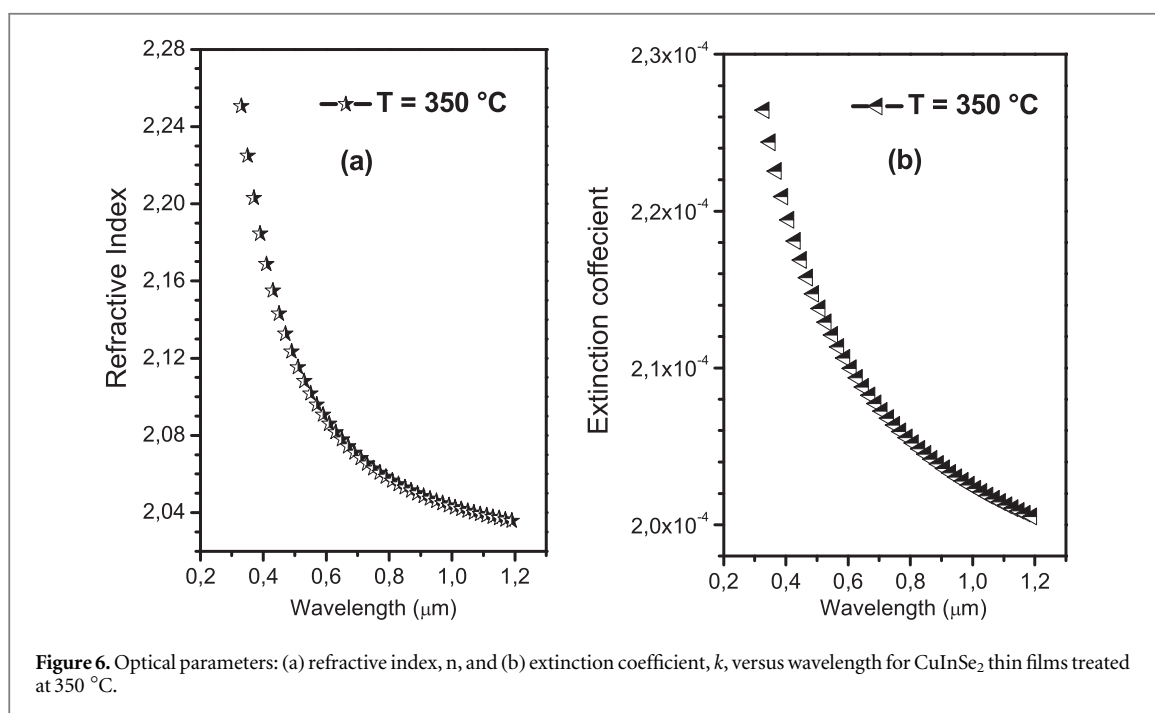 2,28
2,24
2,20
2,16
2,12
2,08
2,04
Refractive Index
T = 350 °C
(a)
0,2 0,4 0,6 0,8 1,0 1,2
Wavelength (μm)
2,3x10⁻⁴
2,2x10⁻⁴
2,1x10⁻⁴
2,0x10⁻⁴
Extinction coffecient
T = 350 °C
(b)
0,2 0,4 0,6 0,8 1,0 1,2
Wavelength (μm)
Figure 6. Optical parameters: (a) refractive index, n, and (b) extinction coefficient, k, versus wavelength for CuInSe₂ thin films treated
at 350 °C.